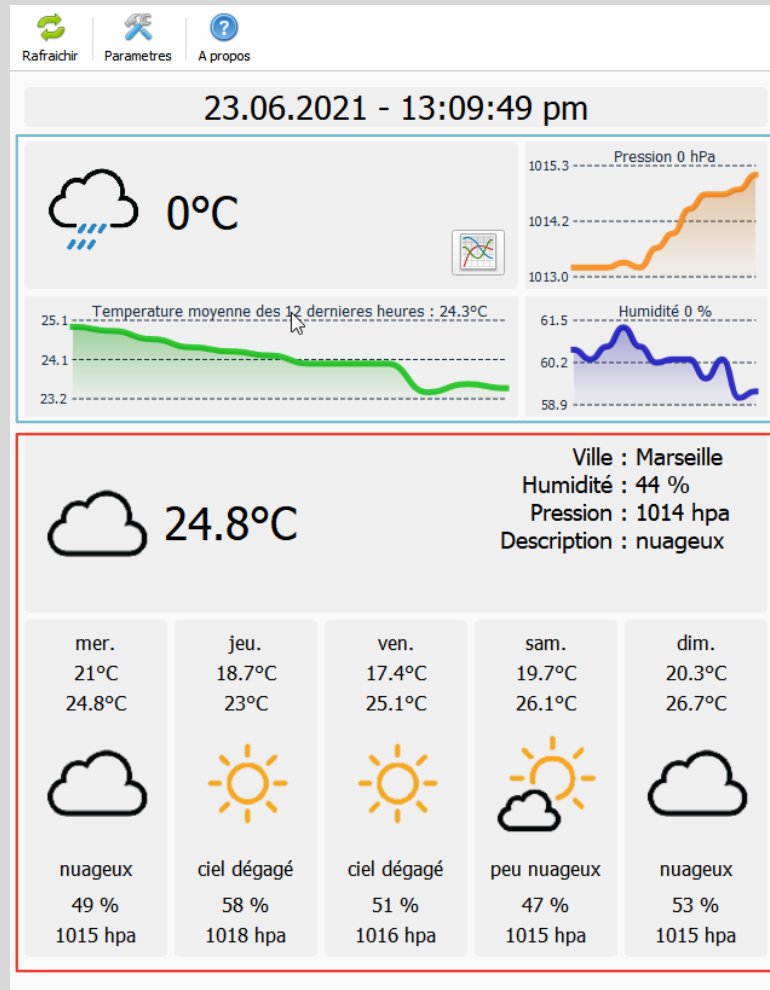 Rafraichir Parametres A propos
23.06.2021 - 13:09:49 pm
0°C
Pression 0 hPa
1015.3
1014.2
1013.0
Temperature moyenne des 12 dernieres heures : 24.3°C
25.1
24.1
23.2
Humidité 0 %
61.5
60.2
58.9
24.8°C
Ville : Marseille
Humidité : 44 %
Pression : 1014 hpa
Description : nuageux
mer. jeu. ven. sam. dim.
21°C 18.7°C 17.4°C 19.7°C 20.3°C
24.8°C 23°C 25.1°C 26.1°C 26.7°C
nuageux ciel dégagé ciel dégagé peu nuageux nuageux
49 % 58 % 51 % 47 % 53 %
1015 hpa 1018 hpa 1016 hpa 1015 hpa 1015 hpa